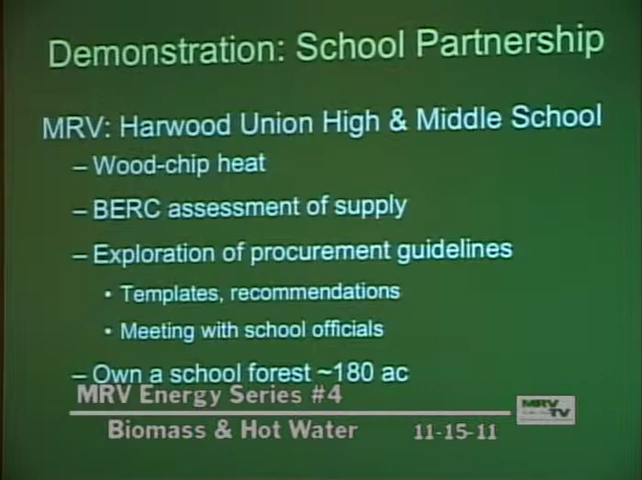 Demonstration: School Partnership
MRV: Harwood Union High & Middle School
– Wood-chip heat
– BERC assessment of supply
– Exploration of procurement guidelines
• Templates, recommendations
• Meeting with school officials
– Own a school forest ~180 ac
MRV Energy Series #4
MRV
TV
Biomass & Hot Water 11-15-11